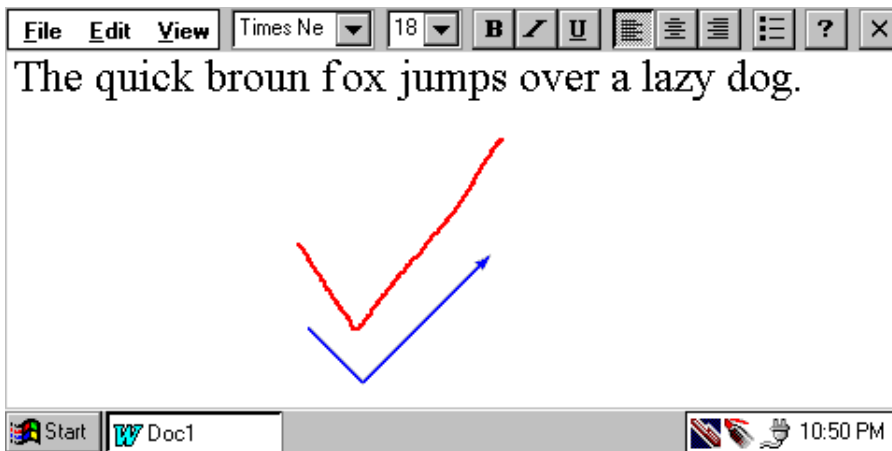 File Edit View Times Ne 18 B I U ? ×
The quick broun fox jumps over a lazy dog.
Start W Doc1 10:50 PM